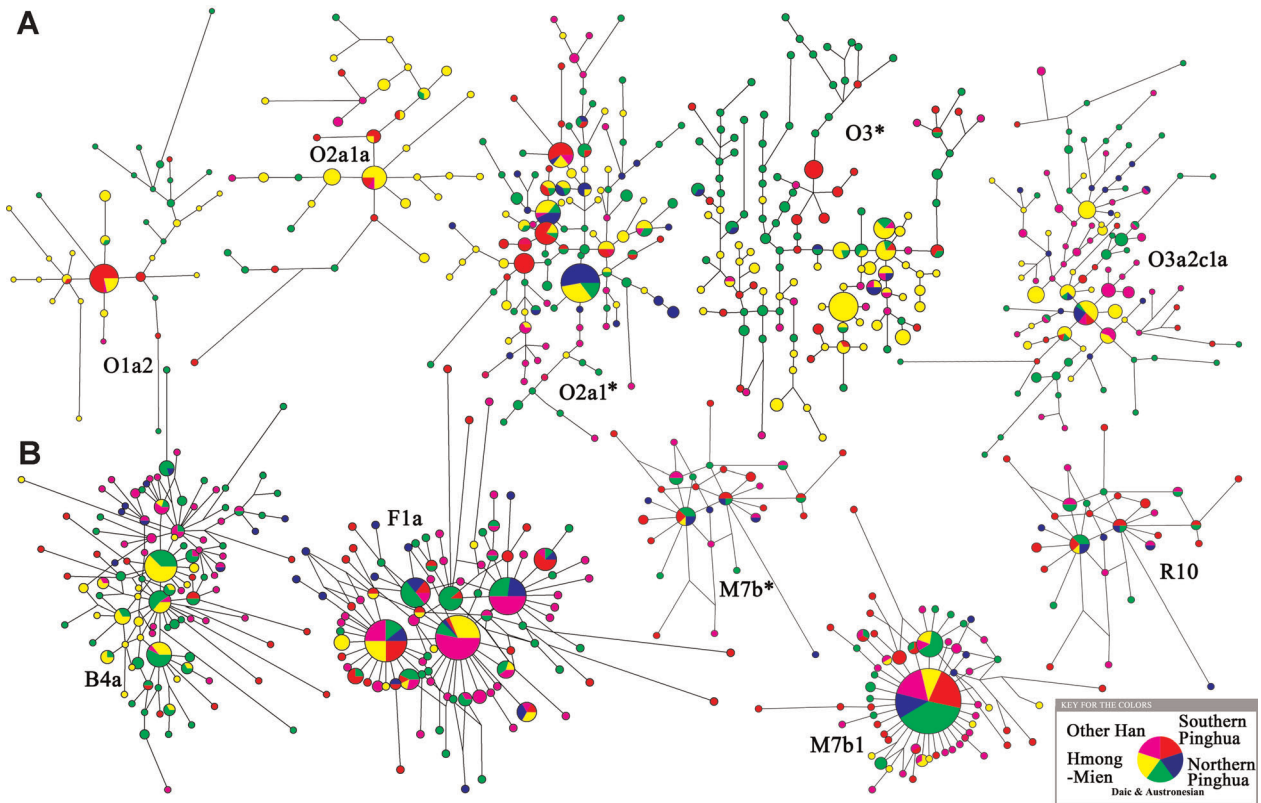 A
O2a1a
O3*
O3a2c1a
O1a2
O2a1*
B
F1a
M7b*
R10
B4a
M7b1
KEY FOR THE COLORS
Other Han
Southern
Pinghua
Hmong
-Mien
Northern
Pinghua
Daic & Austronesian